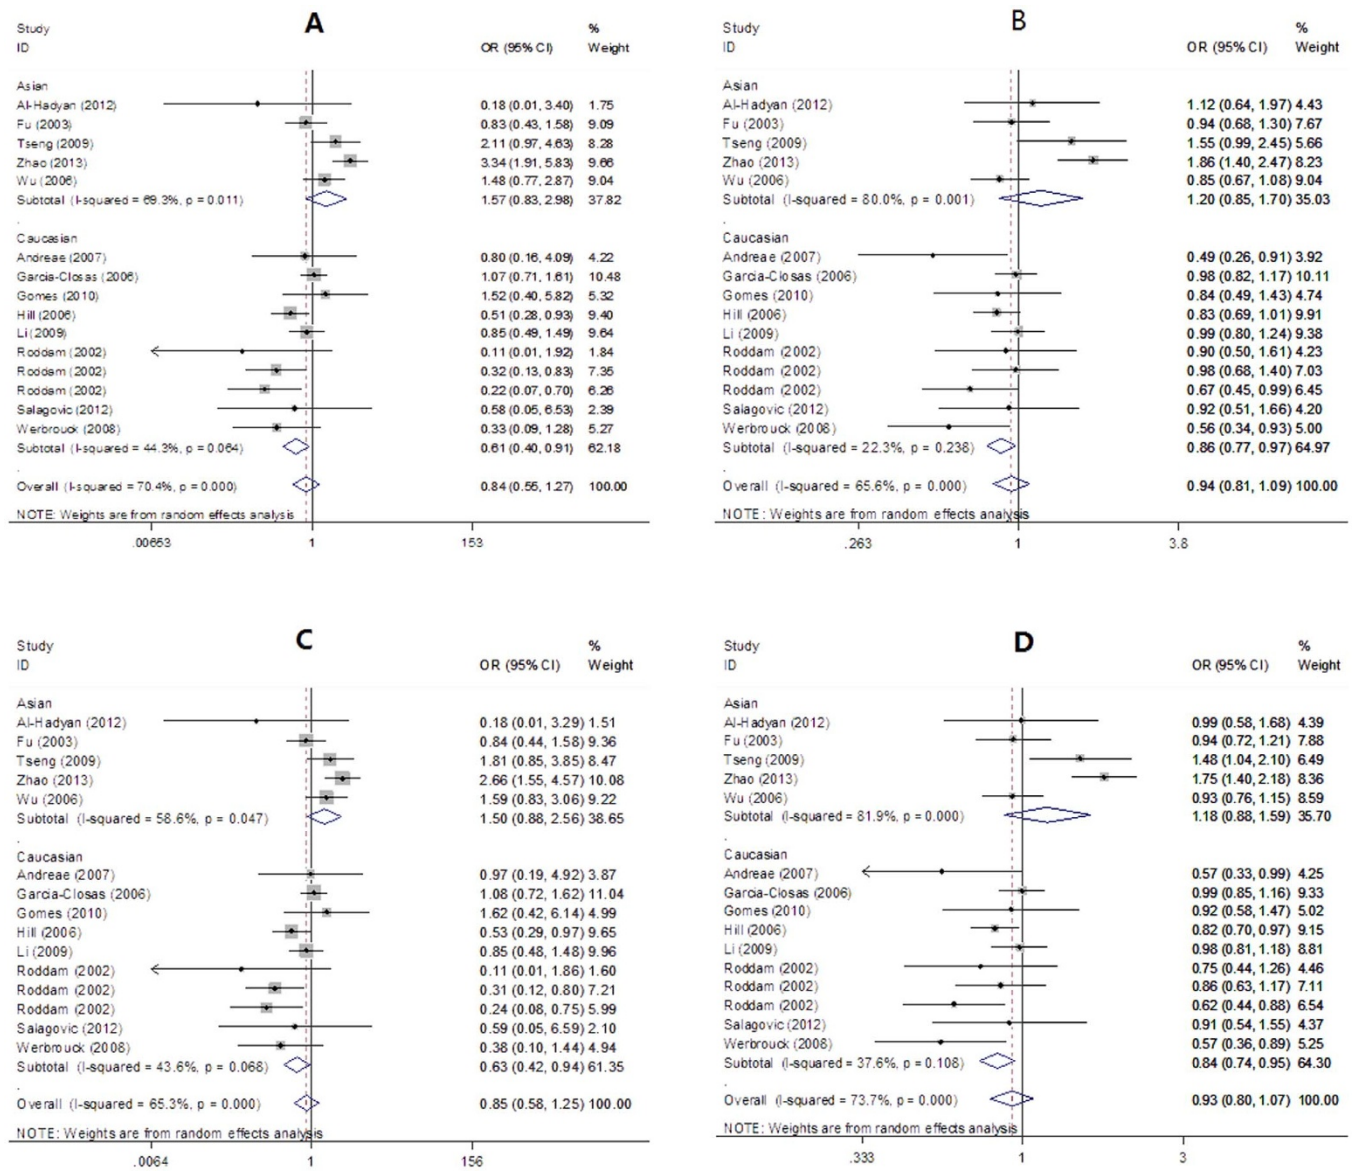 A
Study %
ID OR (95% CI) Weight
Asian
Al-Hadyan (2012) 0.18 (0.01, 3.40) 1.75
Fu (2003) 0.83 (0.43, 1.58) 9.09
Tseng (2009) 2.11 (0.97, 4.63) 8.28
Zhao (2013) 3.34 (1.91, 5.83) 9.66
Wu (2006) 1.48 (0.77, 2.87) 9.04
Subtotal (I-squared = 69.3%, p = 0.011) 1.57 (0.83, 2.98) 37.82
.
Caucasian
Andreae (2007) 0.80 (0.16, 4.09) 4.22
Garcia-Closas (2006) 1.07 (0.71, 1.61) 10.48
Gomes (2010) 1.52 (0.40, 5.82) 5.32
Hill (2006) 0.51 (0.28, 0.93) 9.40
Li (2009) 0.85 (0.49, 1.49) 9.64
Roddam (2002) 0.11 (0.01, 1.92) 1.84
Roddam (2002) 0.32 (0.13, 0.83) 7.35
Roddam (2002) 0.22 (0.07, 0.70) 6.26
Salagovic (2012) 0.58 (0.05, 6.53) 2.39
Werbrouck (2008) 0.33 (0.09, 1.28) 5.27
Subtotal (I-squared = 44.3%, p = 0.064) 0.61 (0.40, 0.91) 62.18
.
Overall (I-squared = 70.4%, p = 0.000) 0.84 (0.55, 1.27) 100.00
NOTE: Weights are from random effects analysis
.00653 1 153
B
Study %
ID OR (95% CI) Weight
Asian
Al-Hadyan (2012) 1.12 (0.64, 1.97) 4.43
Fu (2003) 0.94 (0.68, 1.30) 7.67
Tseng (2009) 1.55 (0.99, 2.45) 5.66
Zhao (2013) 1.86 (1.40, 2.47) 8.23
Wu (2006) 0.85 (0.67, 1.08) 9.04
Subtotal (I-squared = 80.0%, p = 0.001) 1.20 (0.85, 1.70) 35.03
.
Caucasian
Andreae (2007) 0.49 (0.26, 0.91) 3.92
Garcia-Closas (2006) 0.98 (0.82, 1.17) 10.11
Gomes (2010) 0.84 (0.49, 1.43) 4.74
Hill (2006) 0.83 (0.69, 1.01) 9.91
Li (2009) 0.99 (0.80, 1.24) 9.38
Roddam (2002) 0.90 (0.50, 1.61) 4.23
Roddam (2002) 0.98 (0.68, 1.40) 7.03
Roddam (2002) 0.67 (0.45, 0.99) 6.45
Salagovic (2012) 0.92 (0.51, 1.66) 4.20
Werbrouck (2008) 0.56 (0.34, 0.93) 5.00
Subtotal (I-squared = 22.3%, p = 0.238) 0.86 (0.77, 0.97) 64.97
.
Overall (I-squared = 65.6%, p = 0.000) 0.94 (0.81, 1.09) 100.00
NOTE: Weights are from random effects analysis
.263 1 3.8
C
Study %
ID OR (95% CI) Weight
Asian
Al-Hadyan (2012) 0.18 (0.01, 3.29) 1.51
Fu (2003) 0.84 (0.44, 1.58) 9.36
Tseng (2009) 1.81 (0.85, 3.85) 8.47
Zhao (2013) 2.66 (1.55, 4.57) 10.08
Wu (2006) 1.59 (0.83, 3.06) 9.22
Subtotal (I-squared = 58.6%, p = 0.047) 1.50 (0.88, 2.56) 38.65
.
Caucasian
Andreae (2007) 0.97 (0.19, 4.92) 3.87
Garcia-Closas (2006) 1.08 (0.72, 1.62) 11.04
Gomes (2010) 1.62 (0.42, 6.14) 4.99
Hill (2006) 0.53 (0.29, 0.97) 9.65
Li (2009) 0.85 (0.48, 1.48) 9.96
Roddam (2002) 0.11 (0.01, 1.86) 1.60
Roddam (2002) 0.31 (0.12, 0.80) 7.21
Roddam (2002) 0.24 (0.08, 0.75) 5.99
Salagovic (2012) 0.59 (0.05, 6.59) 2.10
Werbrouck (2008) 0.38 (0.10, 1.44) 4.94
Subtotal (I-squared = 43.6%, p = 0.068) 0.63 (0.42, 0.94) 61.35
.
Overall (I-squared = 65.3%, p = 0.000) 0.85 (0.58, 1.25) 100.00
NOTE: Weights are from random effects analysis
.0064 1 156
D
Study %
ID OR (95% CI) Weight
Asian
Al-Hadyan (2012) 0.99 (0.58, 1.68) 4.39
Fu (2003) 0.94 (0.72, 1.21) 7.88
Tseng (2009) 1.48 (1.04, 2.10) 6.49
Zhao (2013) 1.75 (1.40, 2.18) 8.36
Wu (2006) 0.93 (0.76, 1.15) 8.59
Subtotal (I-squared = 81.9%, p = 0.000) 1.18 (0.88, 1.59) 35.70
.
Caucasian
Andreae (2007) 0.57 (0.33, 0.99) 4.25
Garcia-Closas (2006) 0.99 (0.85, 1.16) 9.33
Gomes (2010) 0.92 (0.58, 1.47) 5.02
Hill (2006) 0.82 (0.70, 0.97) 9.15
Li (2009) 0.98 (0.81, 1.18) 8.81
Roddam (2002) 0.75 (0.44, 1.26) 4.46
Roddam (2002) 0.86 (0.63, 1.17) 7.11
Roddam (2002) 0.62 (0.44, 0.88) 6.54
Salagovic (2012) 0.91 (0.54, 1.55) 4.37
Werbrouck (2008) 0.57 (0.36, 0.89) 5.25
Subtotal (I-squared = 37.6%, p = 0.108) 0.84 (0.74, 0.95) 64.30
.
Overall (I-squared = 73.7%, p = 0.000) 0.93 (0.80, 1.07) 100.00
NOTE: Weights are from random effects analysis
.333 1 3